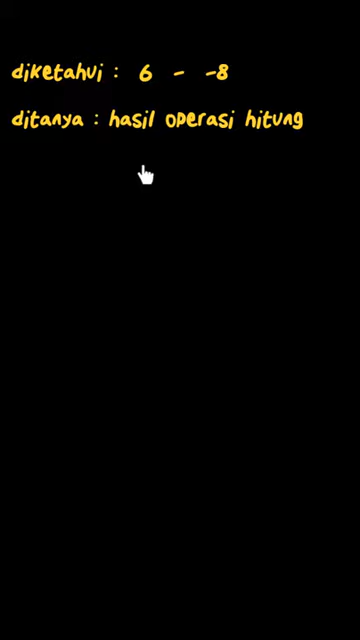 diketahui : 6 - -8
ditanya : hasil operasi hitung